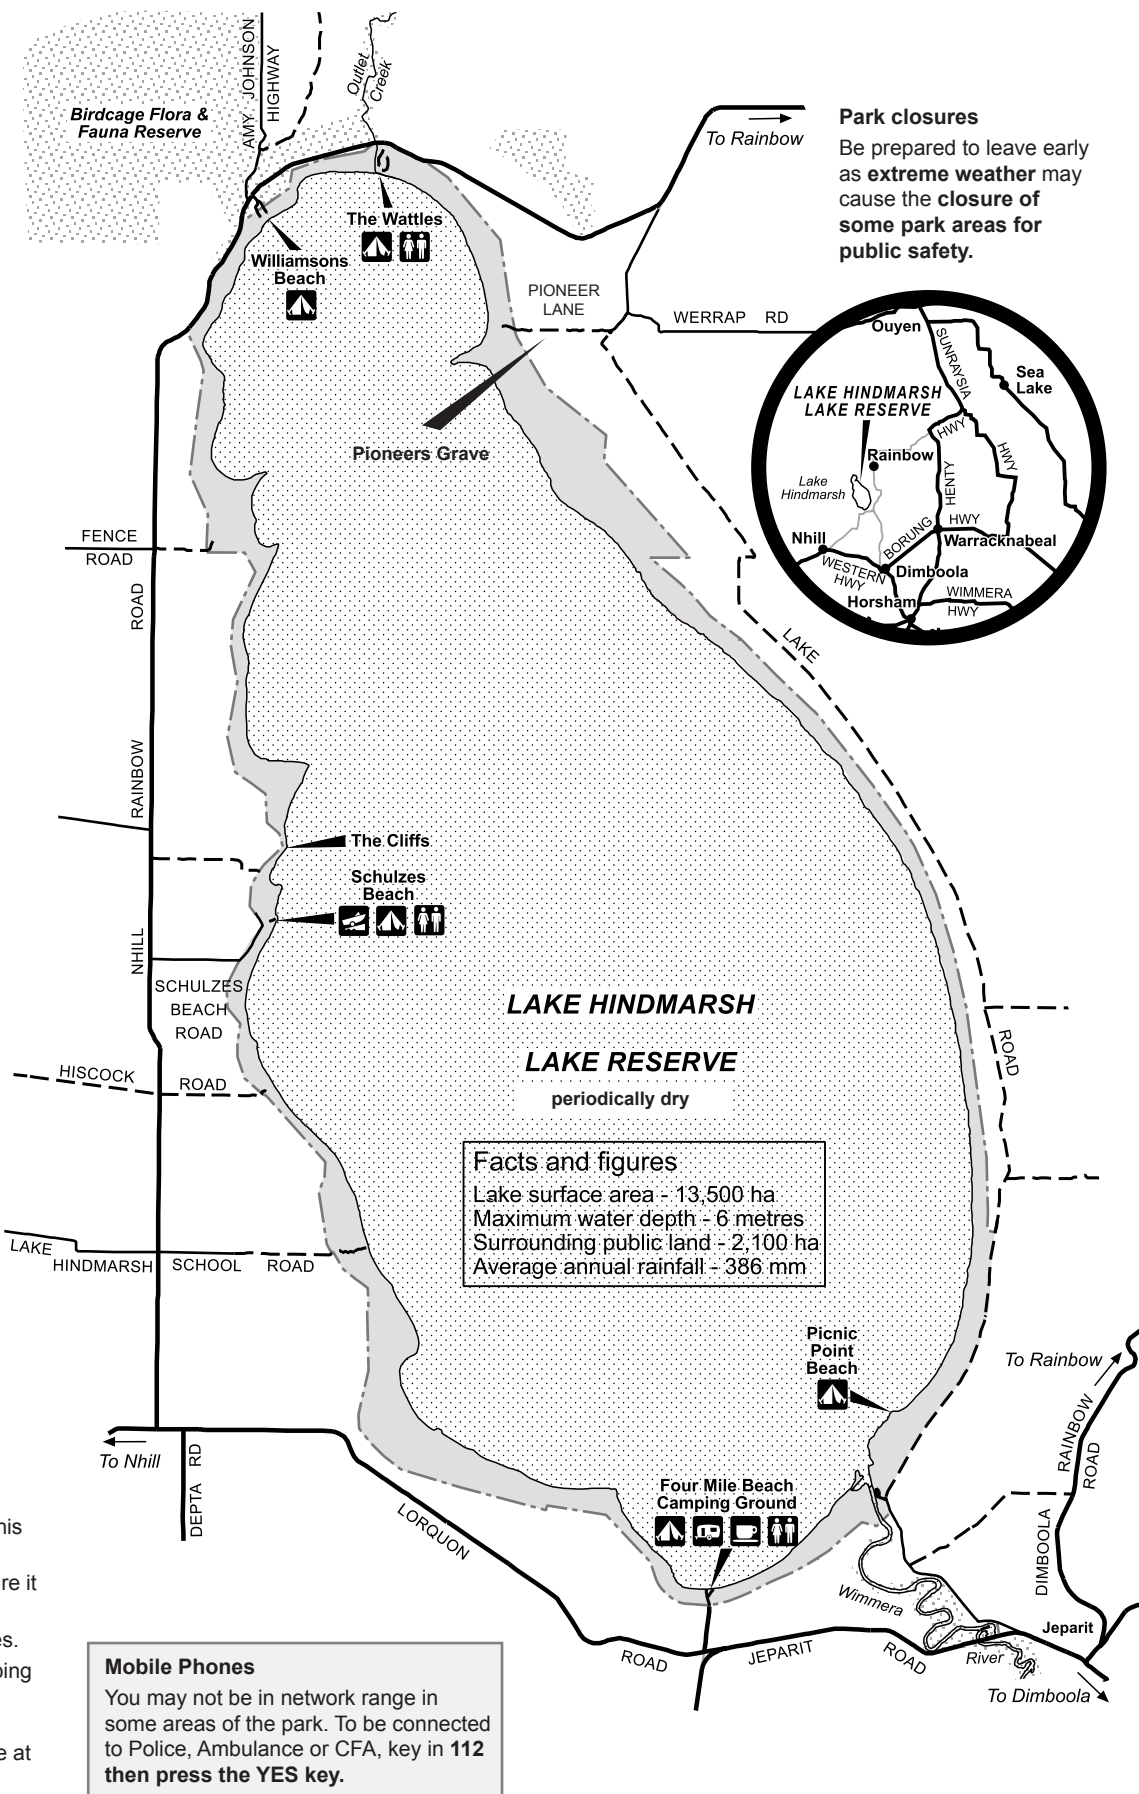 AMY JOHNSON
HIGHWAY
Outlet
Creek
Birdcage Flora &
Fauna Reserve
To Rainbow
Park closures
Be prepared to leave early
as extreme weather may
cause the closure of
some park areas for
public safety.
The Wattles
Williamsons
Beach
PIONEER
LANE
WERRAP RD
Pioneers Grave
Ouyen
SUNRAYSIA
HWY
Sea
Lake
LAKE HINDMARSH
LAKE RESERVE
HWY
Rainbow
Lake
Hindmarsh
HENTY
HWY
Nhill
BORUNG
Warracknabeal
WESTERN
HWY
Dimboola
Horsham
WIMMERA
HWY
FENCE
ROAD
ROAD
LAKE
RAINBOW
The Cliffs
Schulzes
Beach
NHILL
SCHULZES
BEACH
ROAD
LAKE HINDMARSH
LAKE RESERVE
periodically dry
ROAD
HISCOCK
ROAD
Facts and figures
Lake surface area - 13,500 ha
Maximum water depth - 6 metres
Surrounding public land - 2,100 ha
Average annual rainfall - 386 mm
LAKE
HINDMARSH SCHOOL ROAD
Picnic
Point
Beach
To Rainbow
RAINBOW
ROAD
To Nhill
DEPTA RD
LORQUON
Four Mile Beach
Camping Ground
DIMBOOLA
Wimmera
River
Jeparit
ROAD
JEPARIT
ROAD
To Dimboola
his
re it
es.
ping
e at
Mobile Phones
You may not be in network range in
some areas of the park. To be connected
to Police, Ambulance or CFA, key in 112
then press the YES key.